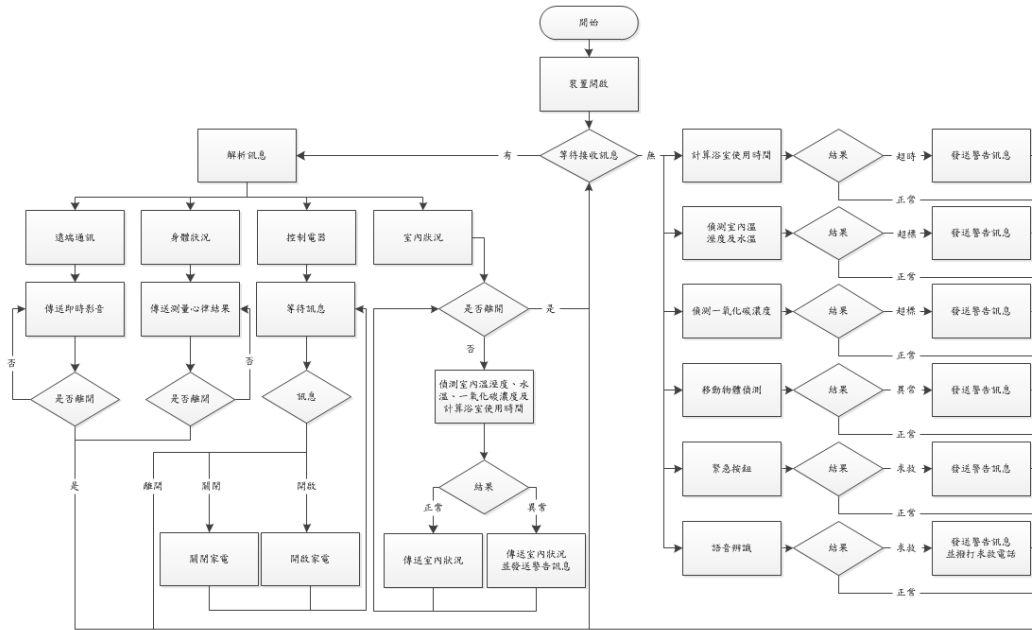 開始
裝置開啟
等待接收訊息
有
無
解析訊息
遠端通訊
身體狀況
控制電器
室內狀況
傳送即時影音
傳送測量心律結果
等待訊息
是否離開
是
否
否
否
是否離開
是否離開
訊息
偵測室內溫溼度、水
溫、一氧化碳濃度及
計算浴室使用時間
是
離開
關閉
開啟
結果
正常
異常
關閉家電
開啟家電
傳送室內狀況
傳送室內狀況
並發送警告訊息
計算浴室使用時間
結果
超時
發送警告訊息
正常
偵測室內溫
溼度及水溫
結果
超標
發送警告訊息
正常
偵測一氧化碳濃度
結果
超標
發送警告訊息
正常
移動物體偵測
結果
異常
發送警告訊息
正常
緊急按鈕
結果
求救
發送警告訊息
正常
語音辨識
結果
求救
發送警告訊息
並撥打求救電話
正常